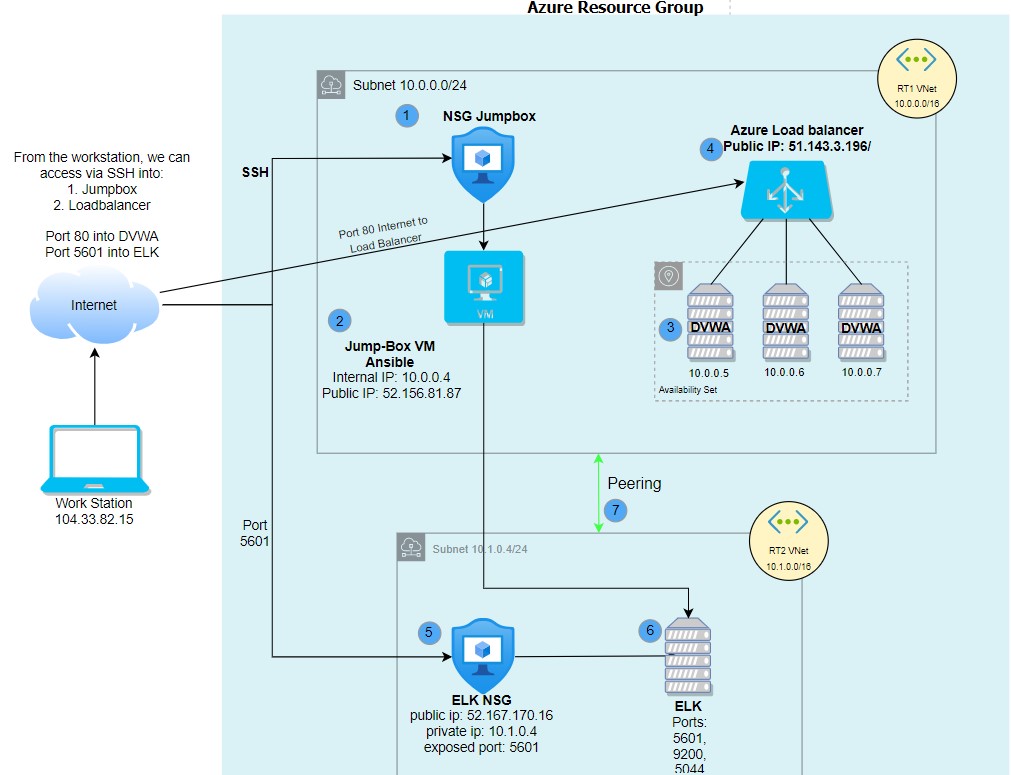 Azure Resource Group
Subnet 10.0.0.0/24
RT1 VNet
10.0.0.0/16
1
NSG Jumpbox
4
Azure Load balancer
Public IP: 51.143.3.196/
From the workstation, we can
access via SSH into:
1. Jumpbox
2. Loadbalancer
Port 80 into DVWA
Port 5601 into ELK
SSH
Port 80 Internet to
Load Balancer
Internet
VM
2
Jump-Box VM
Ansible
Internal IP: 10.0.0.4
Public IP: 52.156.81.87
3
DVWA
DVWA
DVWA
10.0.0.5
10.0.0.6
10.0.0.7
Availability Set
Work Station
104.33.82.15
Peering
7
Port
5601
Subnet 10.1.0.4/24
RT2 VNet
10.1.0.0/16
5
6
ELK NSG
public ip: 52.167.170.16
private ip: 10.1.0.4
exposed port: 5601
ELK
Ports:
5601,
9200,
5044